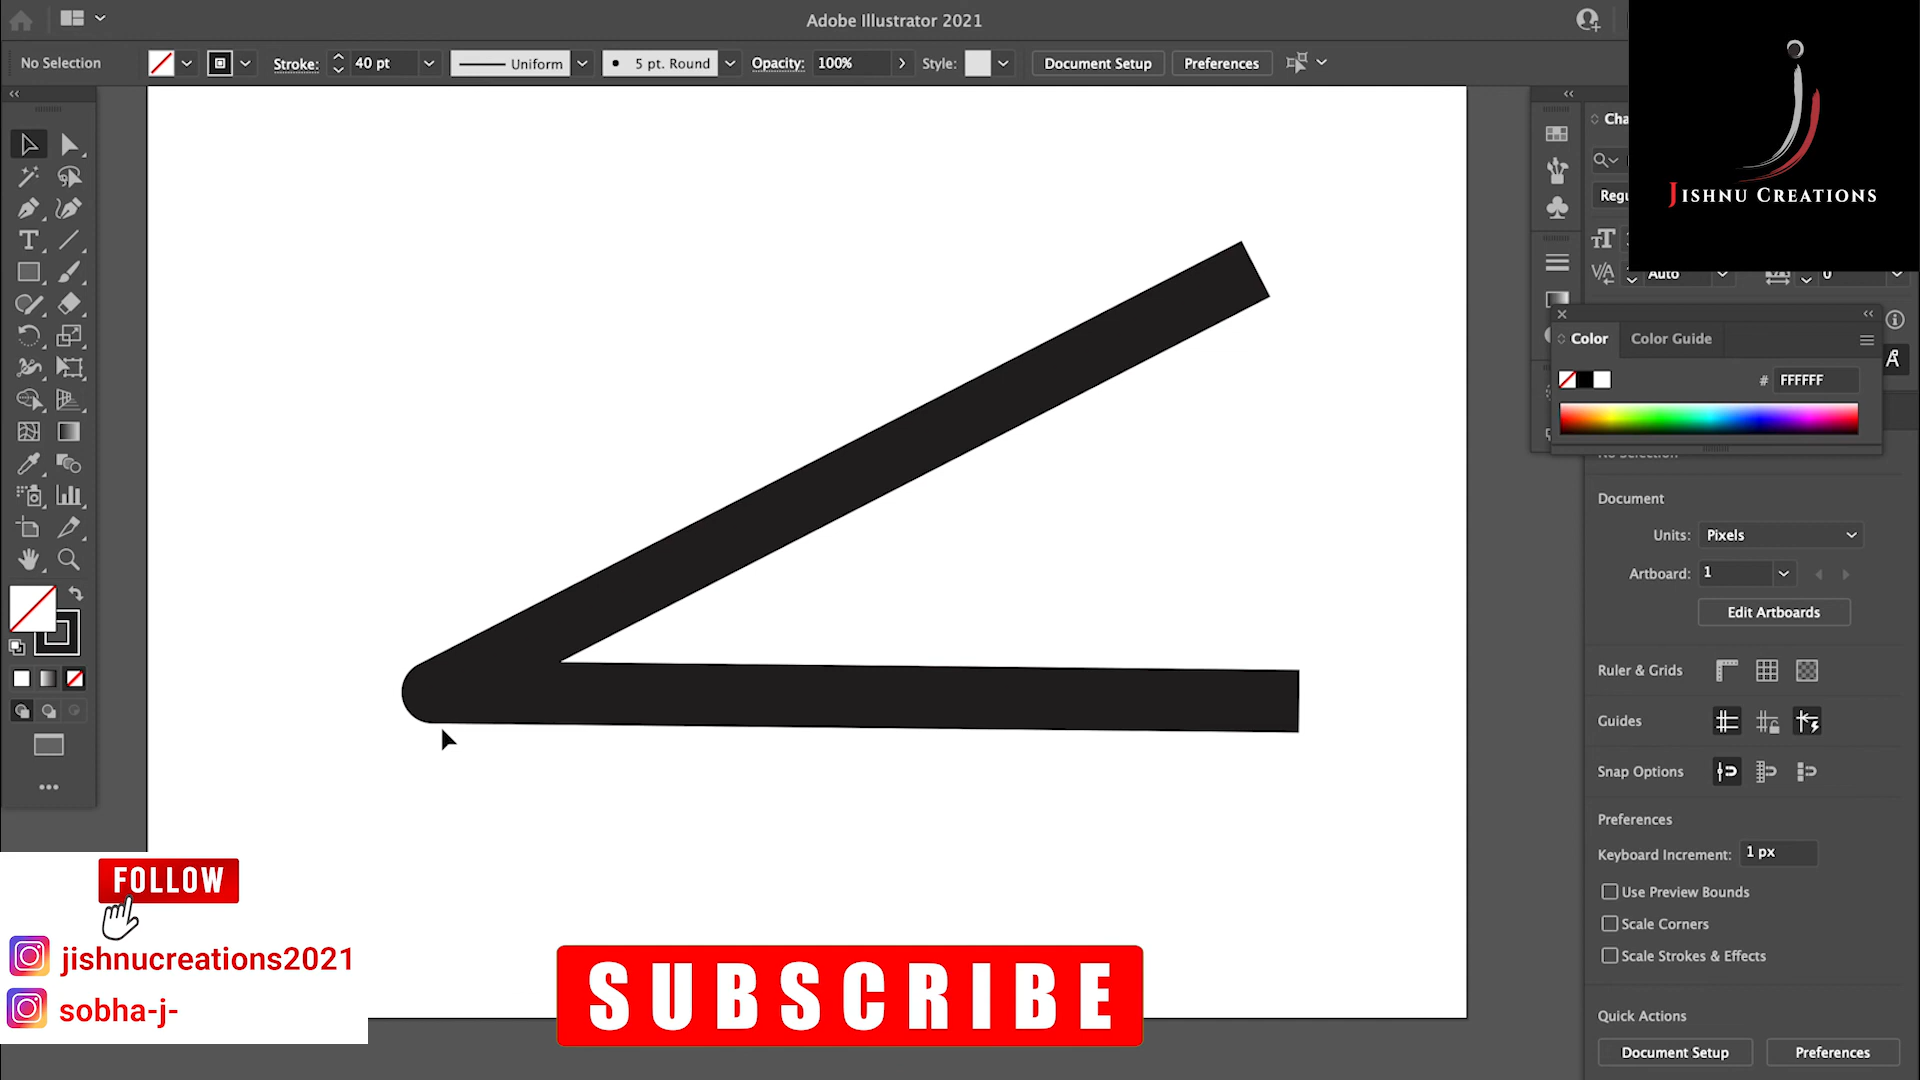 Adobe Illustrator 2021
No Selection
Stroke:
40 pt
Uniform
5 pt. Round
Opacity:
100%
Style:
Document Setup
Preferences
JISHNU CREATIONS
Auto
0
Color
Color Guide
# FFFFFF
Document
Units: Pixels
Artboard: 1
Edit Artboards
Ruler & Grids
Guides
Snap Options
Preferences
Keyboard Increment: 1 px
Use Preview Bounds
Scale Corners
Scale Strokes & Effects
Quick Actions
Document Setup
Preferences
FOLLOW
jishnucreations2021
sobha-j-
SUBSCRIBE